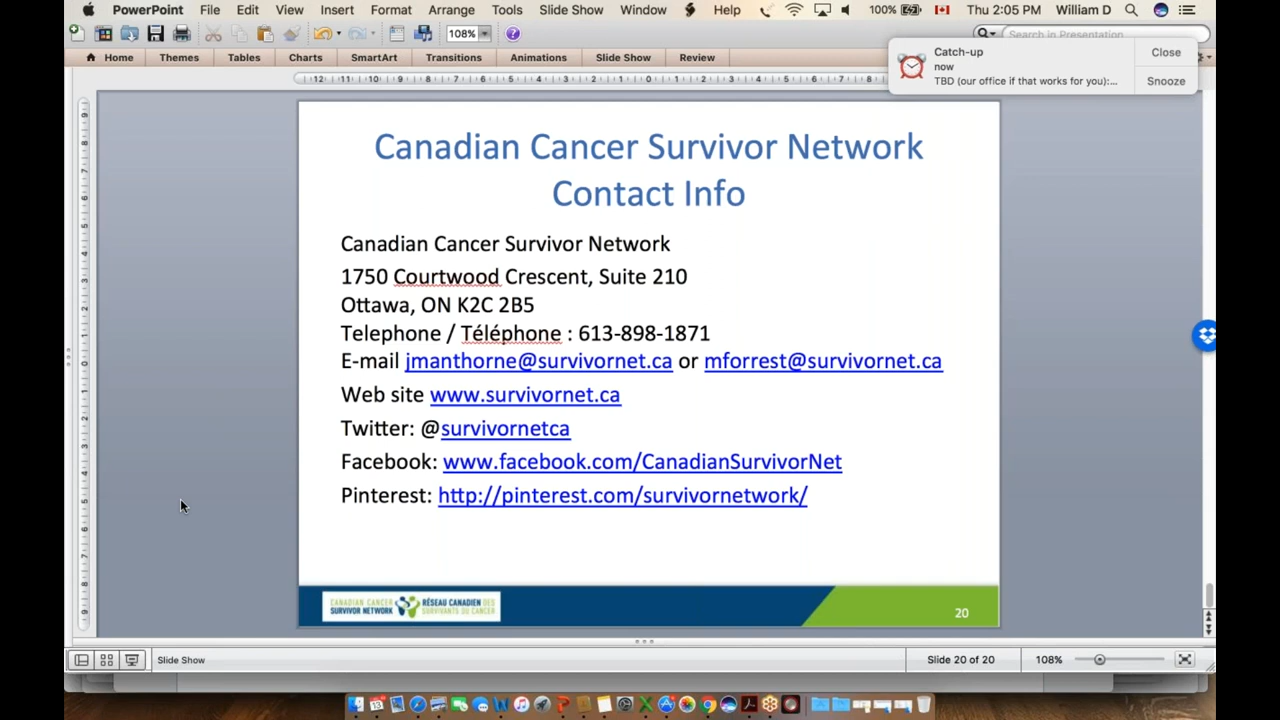 PowerPoint File Edit View Insert Format Arrange Tools Slide Show Window Help 100% Thu 2:05 PM William D
108%
Search in Presentation
Home Themes Tables Charts SmartArt Transitions Animations Slide Show Review
Catch-up
now
TBD (our office if that works for you):...
Close
Snooze
Canadian Cancer Survivor Network
Contact Info
Canadian Cancer Survivor Network
1750 Courtwood Crescent, Suite 210
Ottawa, ON K2C 2B5
Telephone / Téléphone : 613-898-1871
E-mail jmanthorne@survivornet.ca or mforrest@survivornet.ca
Web site www.survivornet.ca
Twitter: @survivornetca
Facebook: www.facebook.com/CanadianSurvivorNet
Pinterest: http://pinterest.com/survivornetwork/
CANADIAN CANCER RÉSEAU CANADIEN DES
SURVIVOR NETWORK SURVIVANTS DU CANCER
20
Slide Show Slide 20 of 20 108%